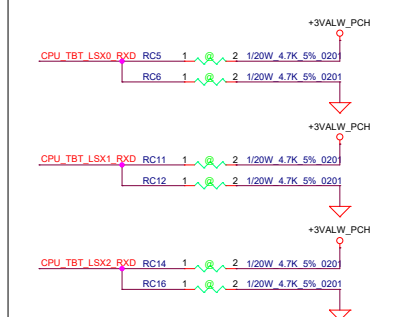 +3VALW_PCH
CPU_TBT_LSX0_RXD RC5 1 @ 2 1/20W_4.7K_5%_0201
RC6 1 @ 2 1/20W_4.7K_5%_0201
+3VALW_PCH
CPU_TBT_LSX1_RXD RC11 1 @ 2 1/20W_4.7K_5%_0201
RC12 1 @ 2 1/20W_4.7K_5%_0201
+3VALW_PCH
CPU_TBT_LSX2_RXD RC14 1 @ 2 1/20W_4.7K_5%_0201
RC16 1 @ 2 1/20W_4.7K_5%_0201